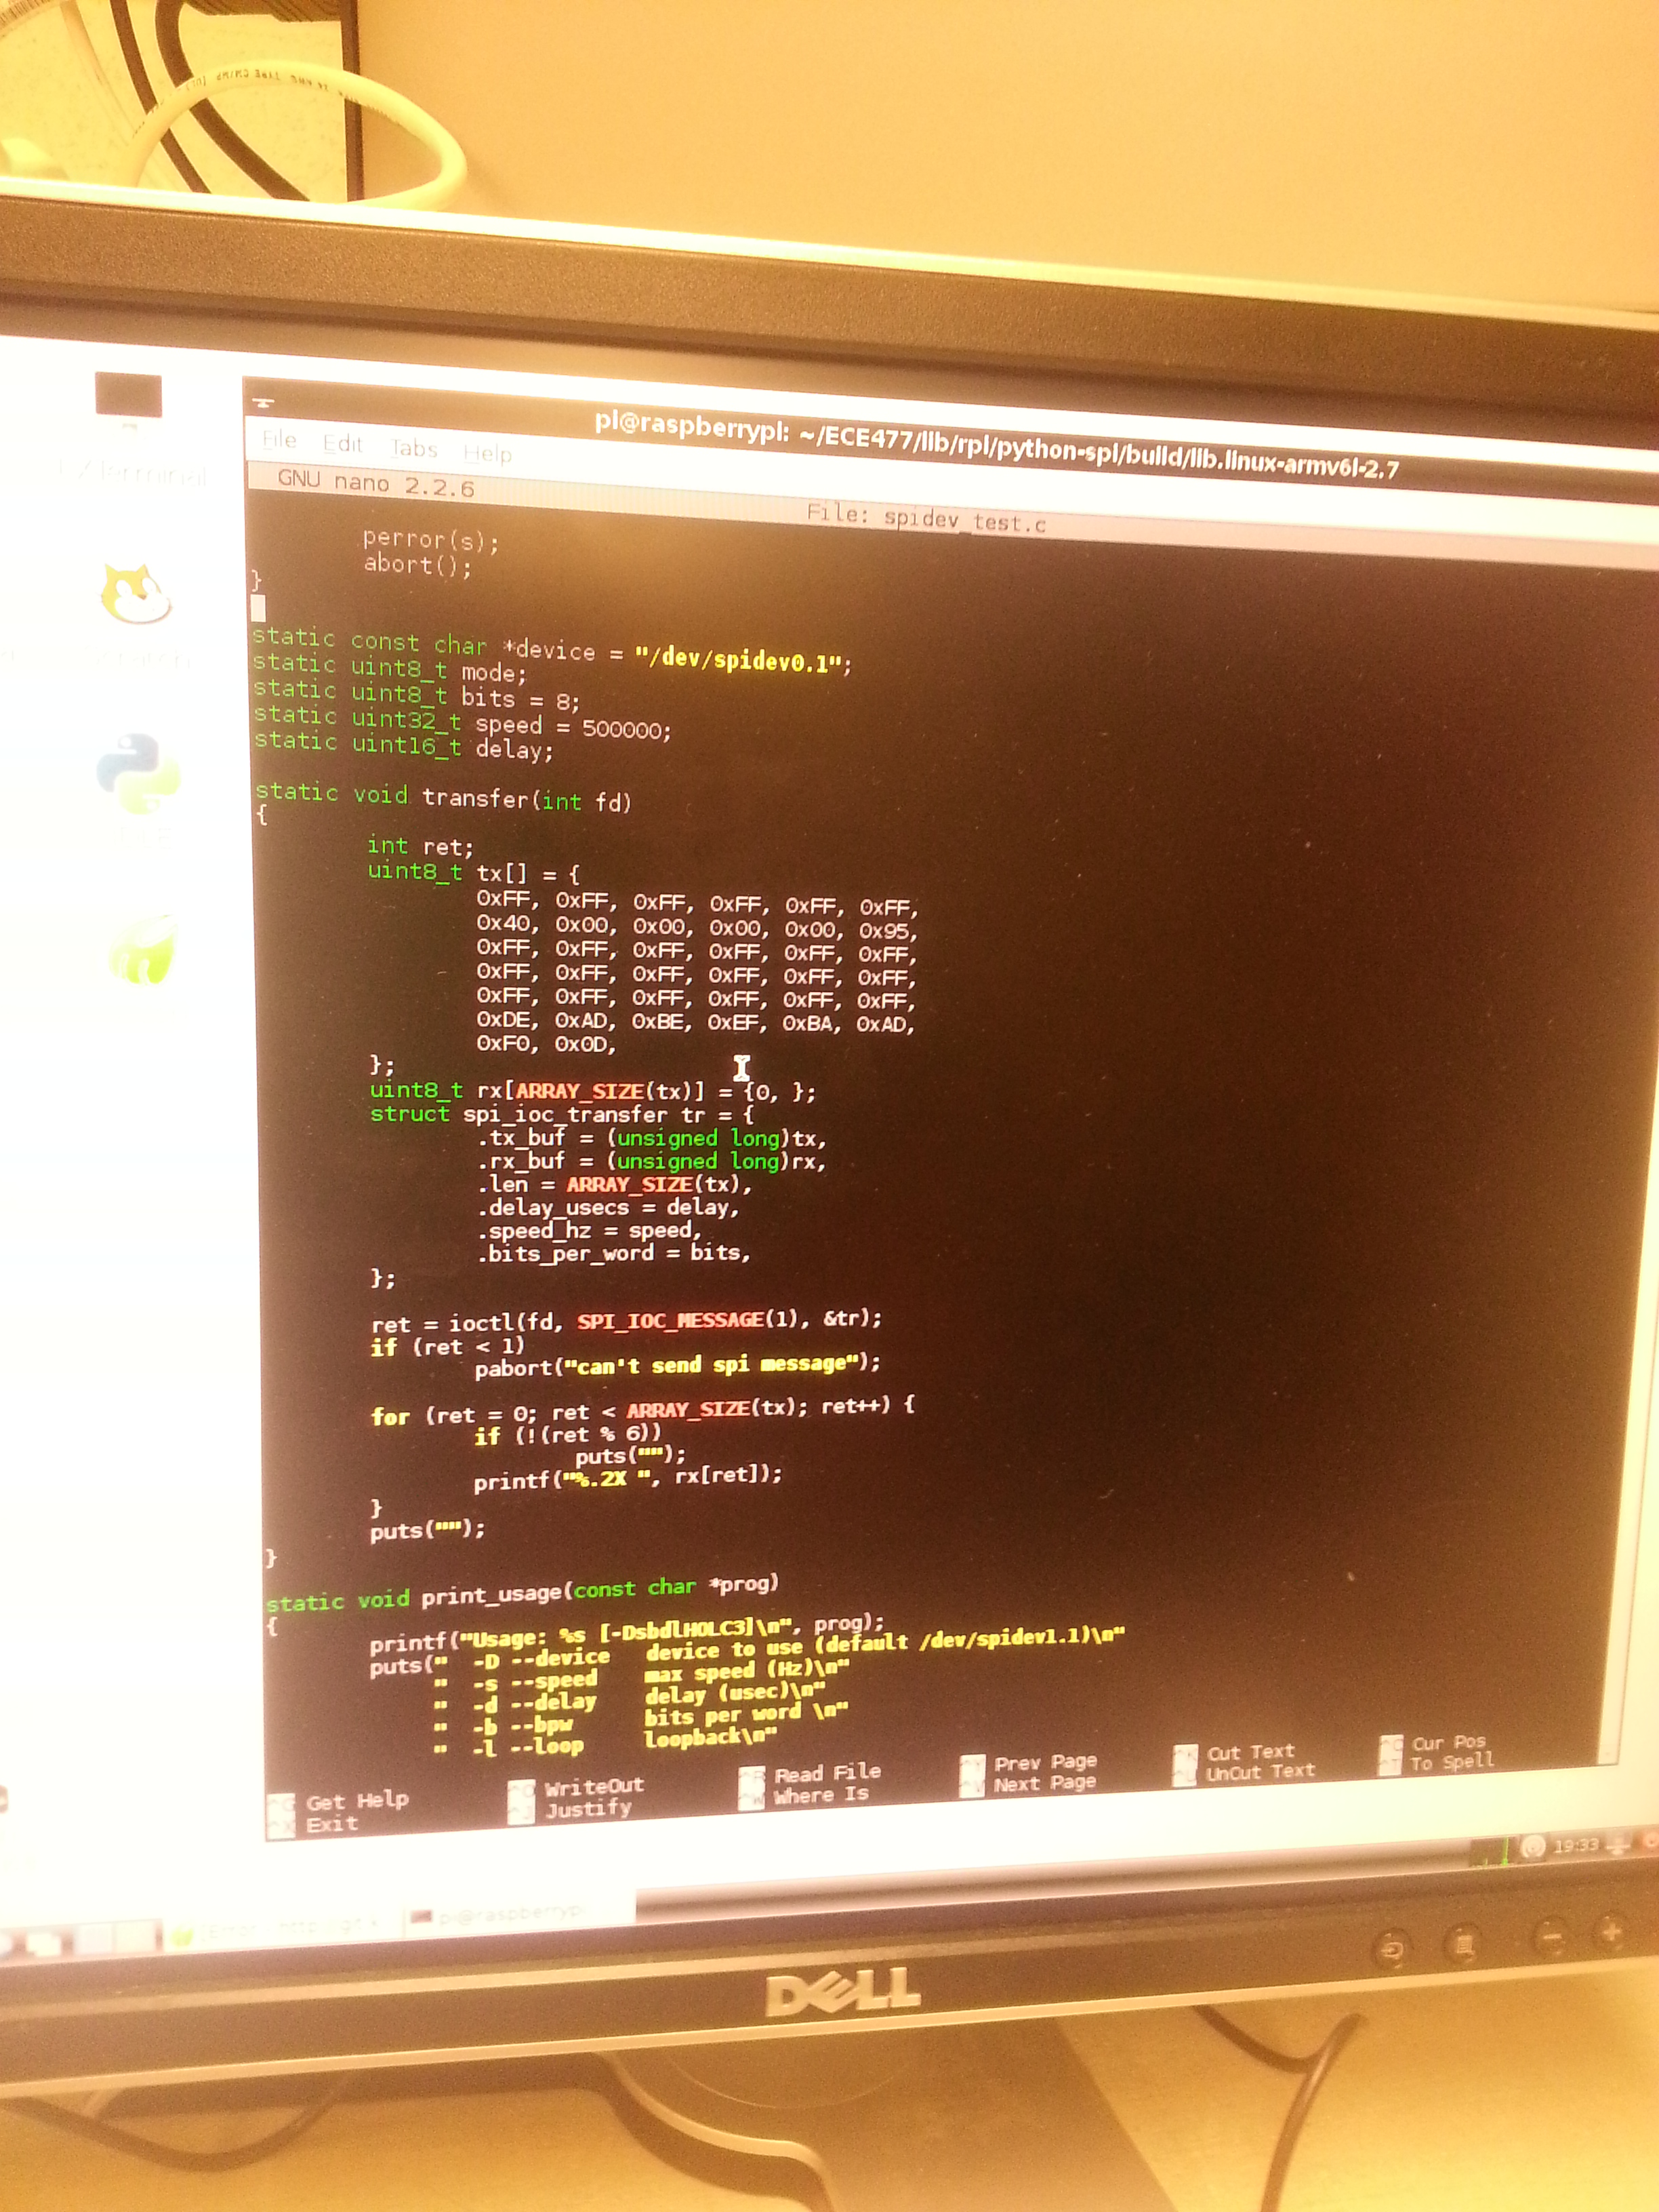 pi@raspberrypi: ~/ECE477/lib/rpi/python-spi/build/lib.linux-armv6l-2.7
File Edit Tabs Help
GNU nano 2.2.6 File: spidev_test.c
perror(s);
abort();
}
static const char *device = "/dev/spidev0.1";
static uint8_t mode;
static uint8_t bits = 8;
static uint32_t speed = 500000;
static uint16_t delay;
static void transfer(int fd)
{
int ret;
uint8_t tx[] = {
0xFF, 0xFF, 0xFF, 0xFF, 0xFF, 0xFF,
0x40, 0x00, 0x00, 0x00, 0x00, 0x95,
0xFF, 0xFF, 0xFF, 0xFF, 0xFF, 0xFF,
0xFF, 0xFF, 0xFF, 0xFF, 0xFF, 0xFF,
0xFF, 0xFF, 0xFF, 0xFF, 0xFF, 0xFF,
0xDE, 0xAD, 0xBE, 0xEF, 0xBA, 0xAD,
0xF0, 0x0D,
};
uint8_t rx[ARRAY_SIZE(tx)] = {0, };
struct spi_ioc_transfer tr = {
.tx_buf = (unsigned long)tx,
.rx_buf = (unsigned long)rx,
.len = ARRAY_SIZE(tx),
.delay_usecs = delay,
.speed_hz = speed,
.bits_per_word = bits,
};
ret = ioctl(fd, SPI_IOC_MESSAGE(1), &tr);
if (ret < 1)
pabort("can't send spi message");
for (ret = 0; ret < ARRAY_SIZE(tx); ret++) {
if (!(ret % 6))
puts("");
printf("%.2X ", rx[ret]);
}
puts("");
}
static void print_usage(const char *prog)
{
printf("Usage: %s [-DsbdlHOLC3]\n", prog);
puts("  -D --device   device to use (default /dev/spidev1.1)\n"
"  -s --speed    max speed (Hz)\n"
"  -d --delay    delay (usec)\n"
"  -b --bpw      bits per word \n"
"  -l --loop     loopback\n"
^G Get Help ^O WriteOut ^R Read File ^Y Prev Page ^K Cut Text ^C Cur Pos
^X Exit ^J Justify ^W Where Is ^V Next Page ^U UnCut Text ^T To Spell
19:33
pi@raspberrypi
DELL